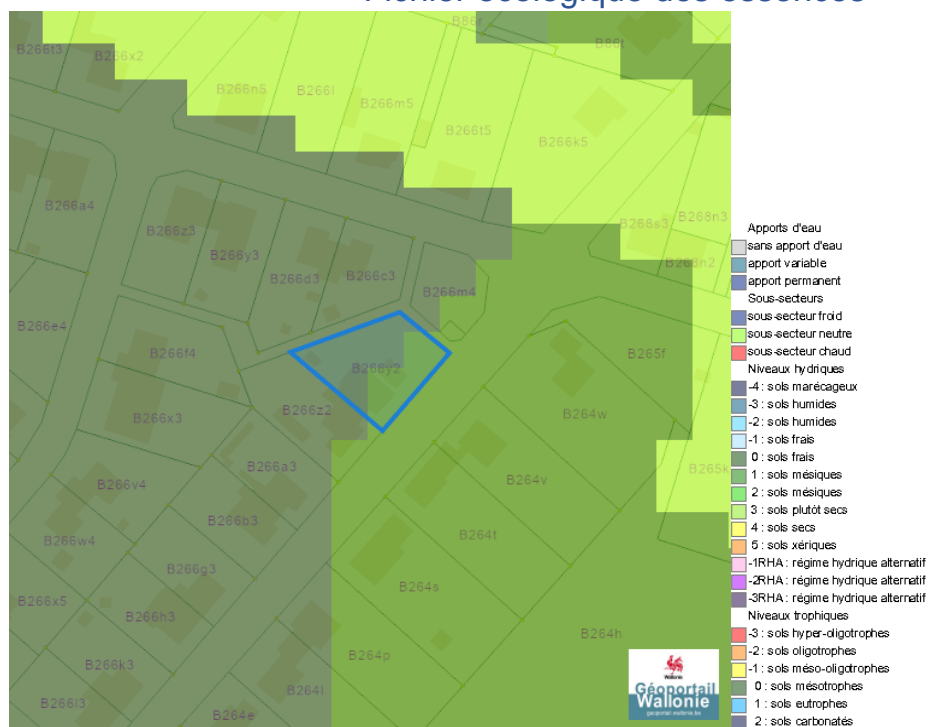 Fichier écologique des essences
B86r
B86t
B266t3
B266x2
B266n5
B266l
B266m5
B266t5
B266k5
B266a4
B266z3
B266y3
B266d3
B266c3
B266m4
B268s3
B268n3
B268n2
B266e4
B266f4
B266y2
B265f
B266x3
B266z2
B264w
B266a3
B265k
B266v4
B264v
B266b3
B266w4
B264t
B266g3
B264s
B266x5
B266h3
B264h
B264p
B266k3
B264l
B266l3
B264e
Wallonie
Géoportail
Wallonie
geoportail.wallonie.be
Apports d'eau
sans apport d'eau
apport variable
apport permanent
Sous-secteurs
sous-secteur froid
sous-secteur neutre
sous-secteur chaud
Niveaux hydriques
-4 : sols marécageux
-3 : sols humides
-2 : sols humides
-1 : sols frais
0 : sols frais
1 : sols mésiques
2 : sols mésiques
3 : sols plutôt secs
4 : sols secs
5 : sols xériques
-1RHA : régime hydrique alternatif
-2RHA : régime hydrique alternatif
-3RHA : régime hydrique alternatif
Niveaux trophiques
-3 : sols hyper-oligotrophes
-2 : sols oligotrophes
-1 : sols méso-oligotrophes
0 : sols mésotrophes
1 : sols eutrophes
2 : sols carbonatés